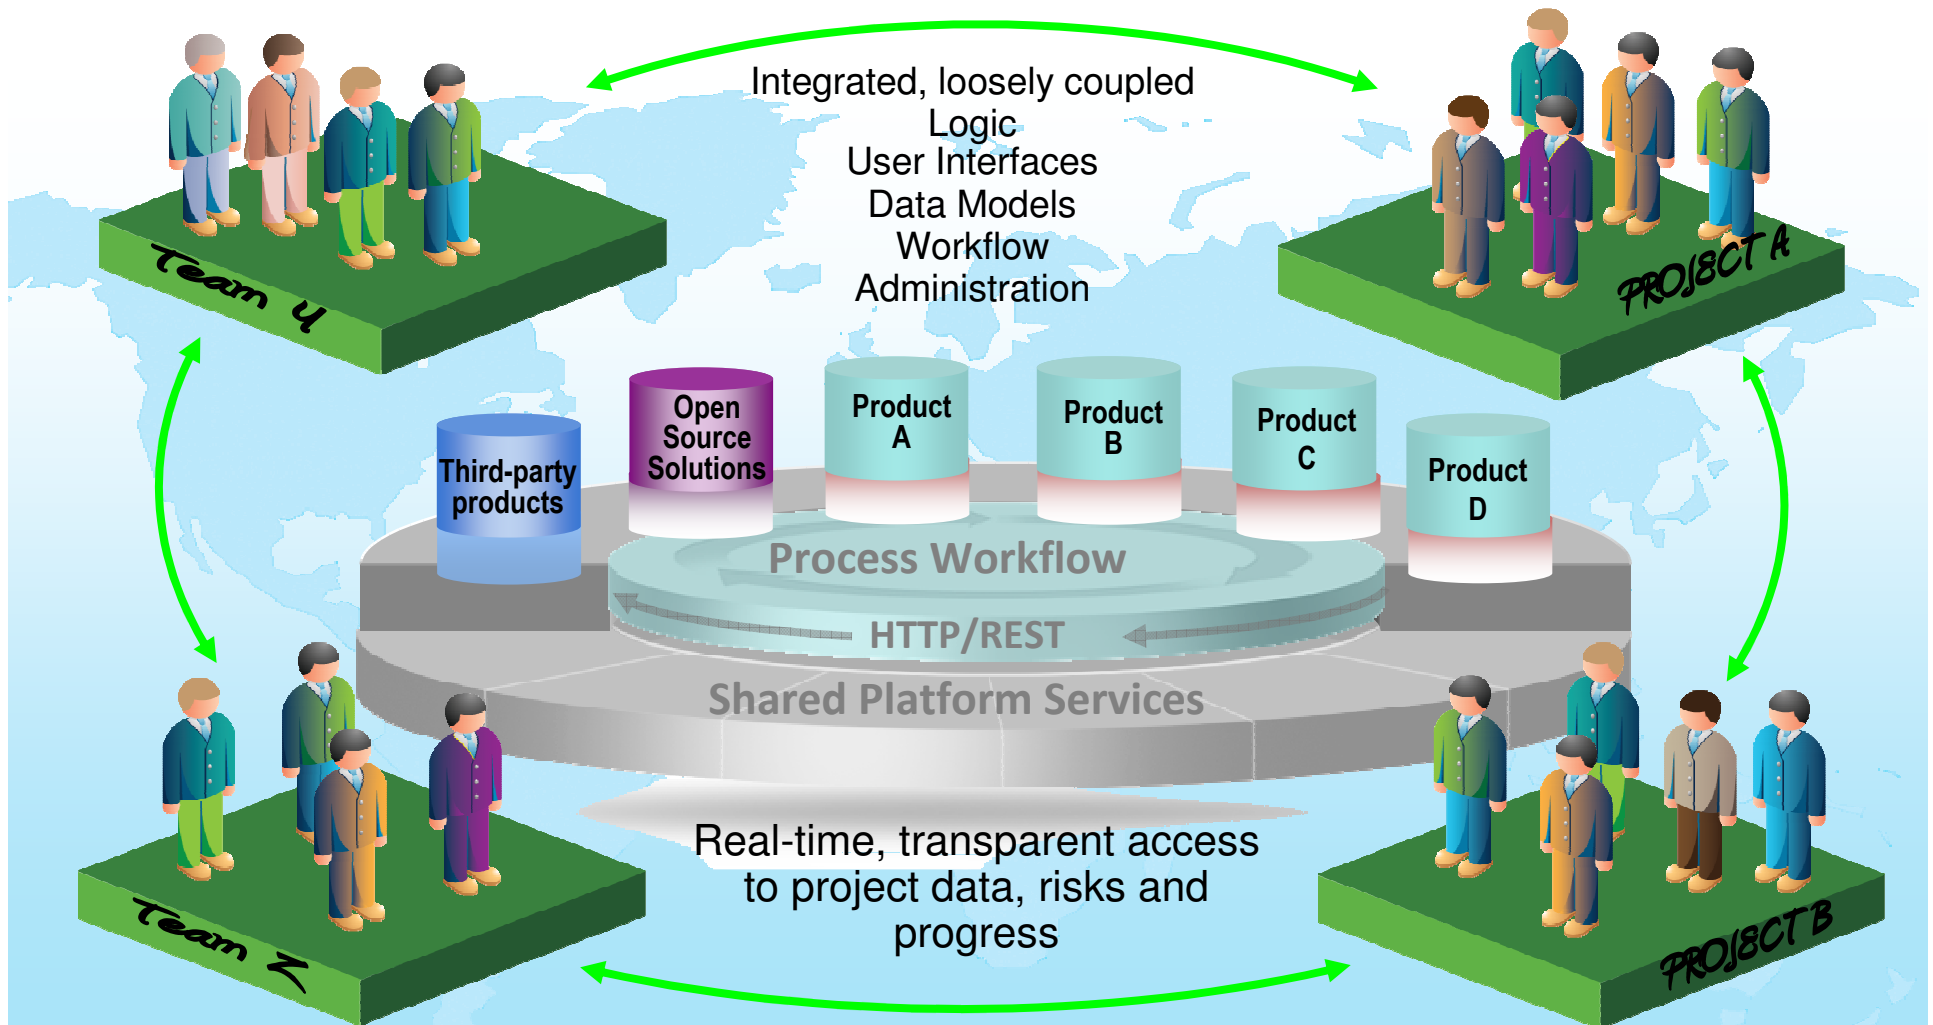 Integrated, loosely coupled
Logic
User Interfaces
Data Models
Workflow
Administration
Team y
PROJECT A
Third-party
products
Open
Source
Solutions
Product
A
Product
B
Product
C
Product
D
Process Workflow
HTTP/REST
Shared Platform Services
Real-time, transparent access
to project data, risks and
progress
Team Z
PROJECT B